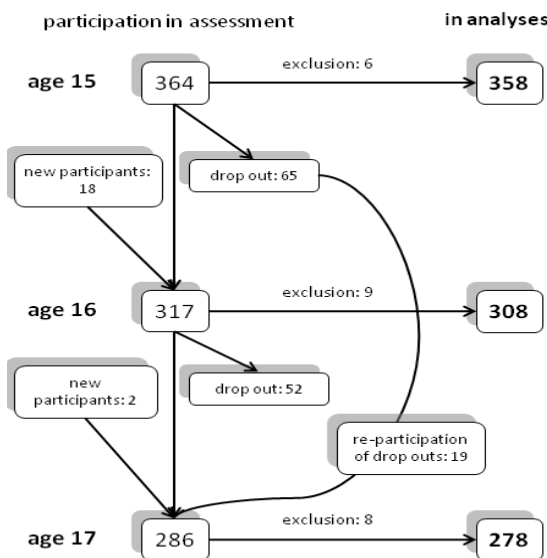 participation in assessment
in analyses
age 15
364
exclusion: 6
358
new participants:
18
drop out: 65
age 16
317
exclusion: 9
308
new
participants: 2
drop out: 52
re-participation
of drop outs: 19
age 17
286
exclusion: 8
278